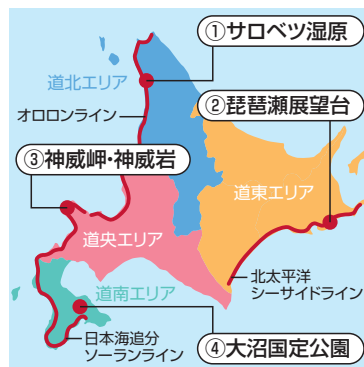 ①サロベツ湿原
道北エリア
オロロンライン
②琵琶瀬展望台
③神威岬・神威岩
道東エリア
道央エリア
北太平洋
シーサイドライン
道南エリア
日本海追分
ソーランライン
④大沼国定公園